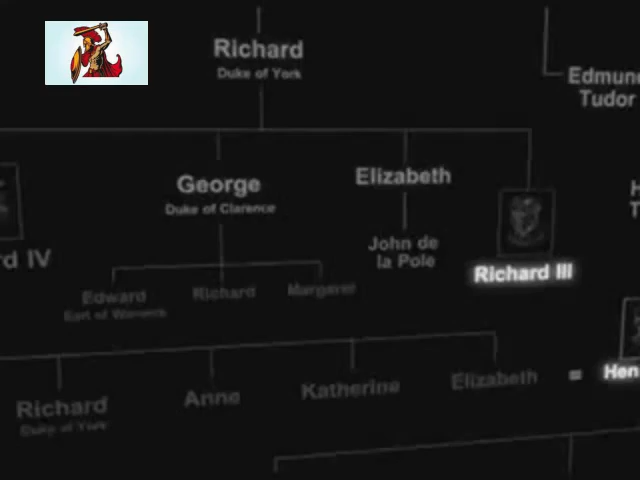 Richard
Duke of York
Edmun
Tudor
George
Duke of Clarence
Elizabeth
John de
la Pole
rd IV
Richard III
H
T
Edward
Earl of Warwick
Richard
Margaret
Richard
Duke of York
Anne
Katherine
Elizabeth
=
Hen